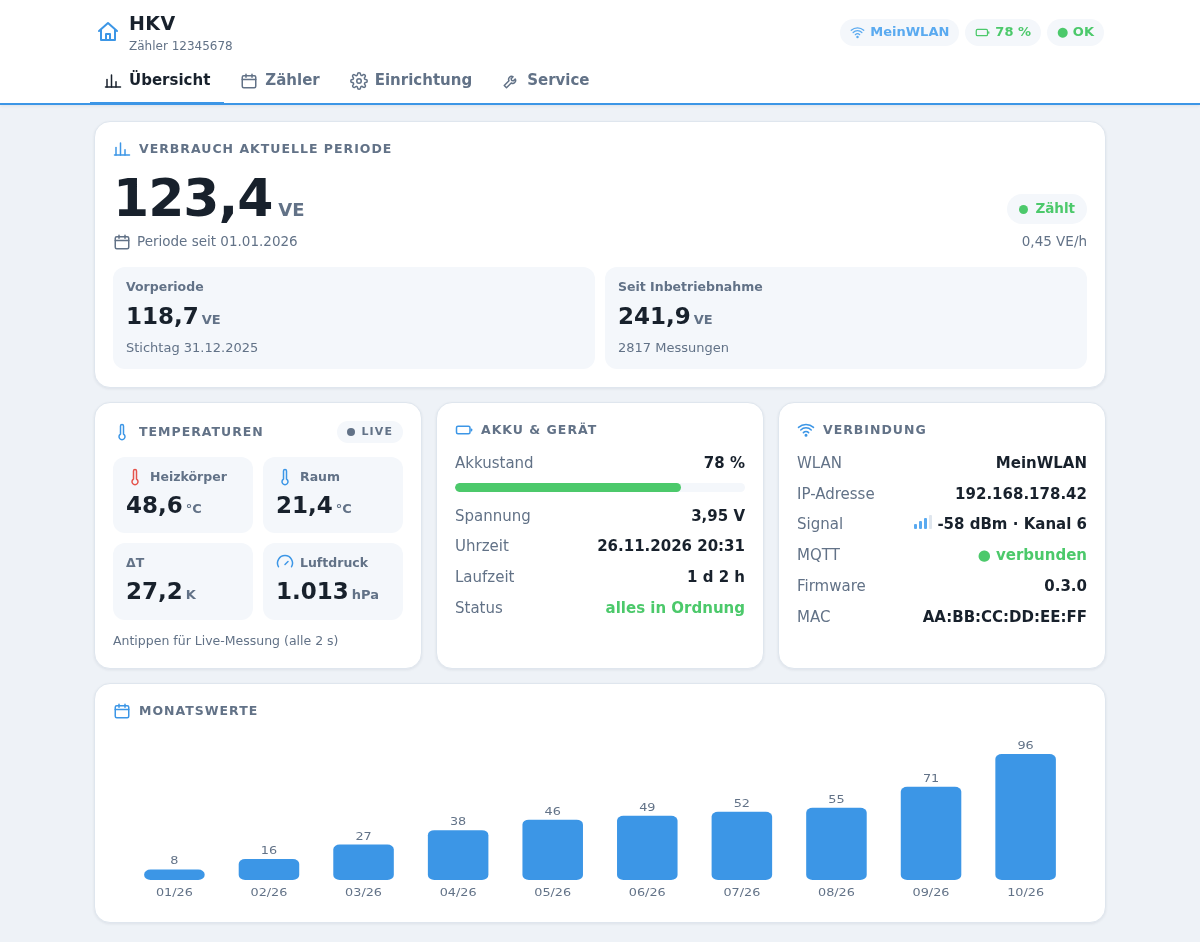 HKV
Zähler 12345678
MeinWLAN
78 %
OK
Übersicht
Zähler
Einrichtung
Service
VERBRAUCH AKTUELLE PERIODE
123,4 VE
Zählt
Periode seit 01.01.2026
0,45 VE/h
Vorperiode
118,7 VE
Stichtag 31.12.2025
Seit Inbetriebnahme
241,9 VE
2817 Messungen
TEMPERATUREN
LIVE
Heizkörper
48,6 °C
Raum
21,4 °C
ΔT
27,2 K
Luftdruck
1.013 hPa
Antippen für Live-Messung (alle 2 s)
AKKU & GERÄT
Akkustand 78 %
Spannung 3,95 V
Uhrzeit 26.11.2026 20:31
Laufzeit 1 d 2 h
Status alles in Ordnung
VERBINDUNG
WLAN MeinWLAN
IP-Adresse 192.168.178.42
Signal -58 dBm · Kanal 6
MQTT verbunden
Firmware 0.3.0
MAC AA:BB:CC:DD:EE:FF
MONATSWERTE
8 16 27 38 46 49 52 55 71 96
01/26 02/26 03/26 04/26 05/26 06/26 07/26 08/26 09/26 10/26